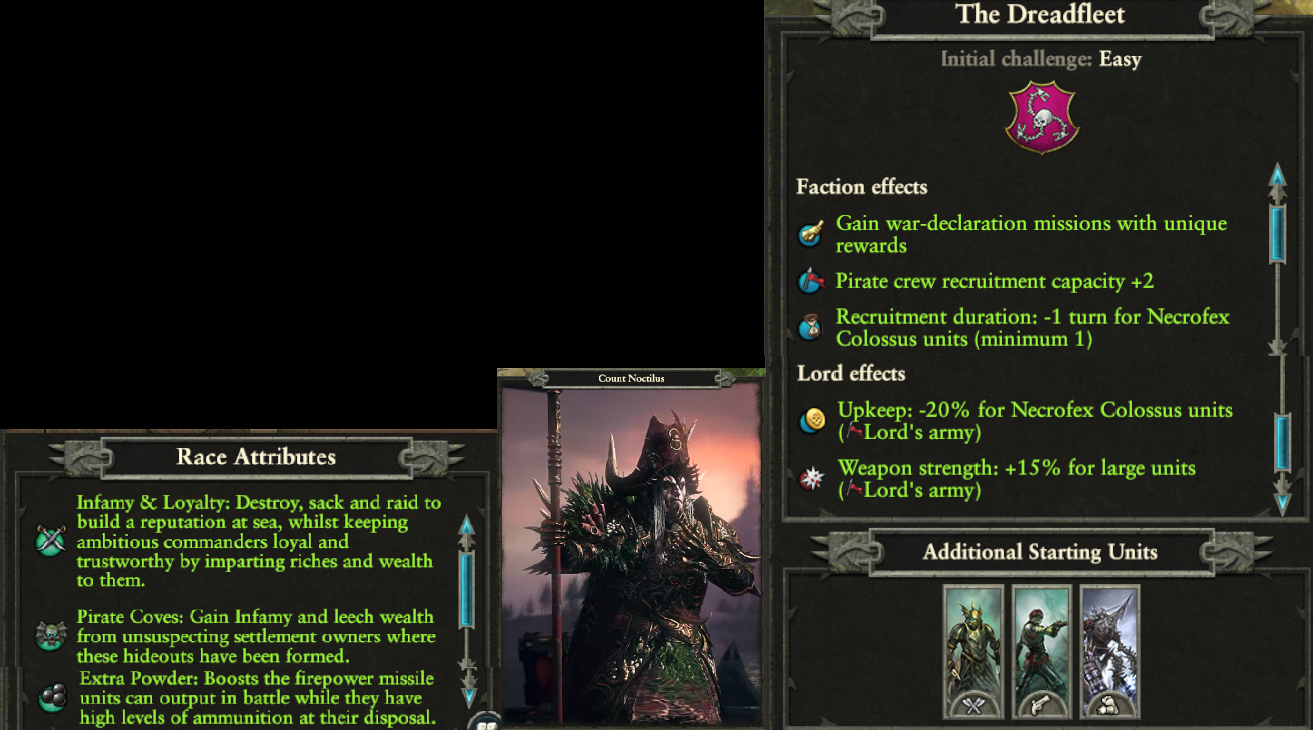 The Dreadfleet
Initial challenge: Easy
Faction effects
Gain war-declaration missions with unique
rewards
Pirate crew recruitment capacity +2
Recruitment duration: -1 turn for Necrofex
Colossus units (minimum 1)
Lord effects
Upkeep: -20% for Necrofex Colossus units
(Lord's army)
Weapon strength: +15% for large units
(Lord's army)
Additional Starting Units
Count Noctilus
Race Attributes
Infamy & Loyalty: Destroy, sack and raid to
build a reputation at sea, whilst keeping
ambitious commanders loyal and
trustworthy by imparting riches and wealth
to them.
Pirate Coves: Gain Infamy and leech wealth
from unsuspecting settlement owners where
these hideouts have been formed.
Extra Powder: Boosts the firepower missile
units can output in battle while they have
high levels of ammunition at their disposal.